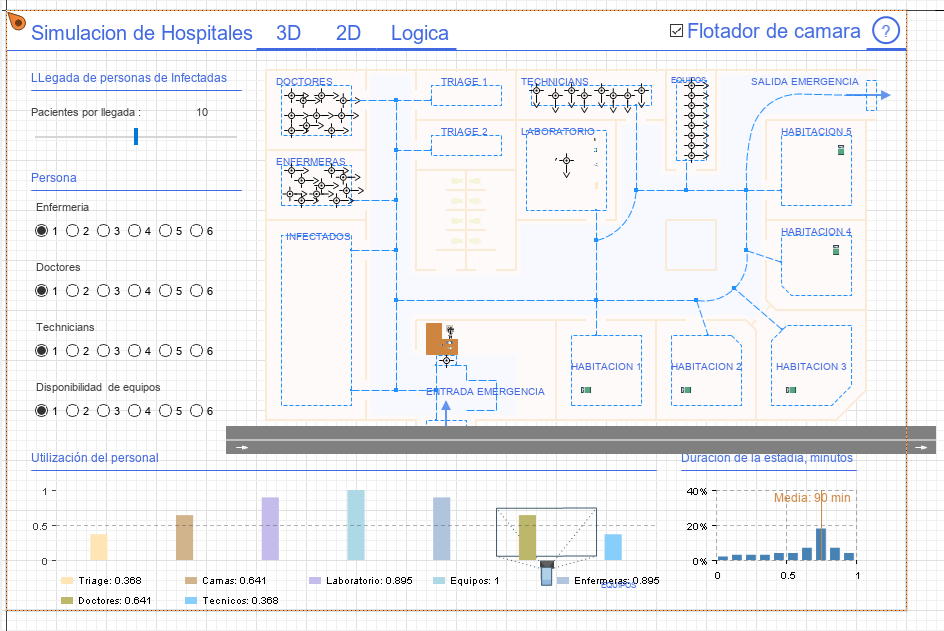 Simulacion de Hospitales 3D 2D Logica Flotador de camara ?
LLegada de personas de Infectadas
Pacientes por llegada : 10
Persona
Enfermeria
1 2 3 4 5 6
Doctores
1 2 3 4 5 6
Technicians
1 2 3 4 5 6
Disponibilidad de equipos
1 2 3 4 5 6
DOCTORES
TRIAGE 1
TECHNICIANS
EQUIPOS
SALIDA EMERGENCIA
TRIAGE 2
LABORATORIO
HABITACION 5
ENFERMERAS
INFECTADOS
HABITACION 4
HABITACION 1
HABITACION 2
HABITACION 3
ENTRADA EMERGENCIA
Utilización del personal
1
0.5
0
Triage: 0.368 Camas: 0.641 Laboratorio: 0.895 Equipos: 1 Enfermeras: 0.895
EQUIPOS
Doctores: 0.641 Tecnicos: 0.368
Duracion de la estadía, minutos
40%
Media: 90 min
20%
0%
0 0.5 1